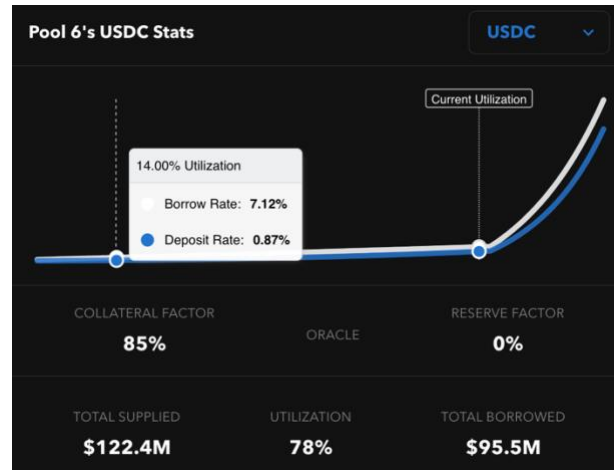 Pool 6's USDC Stats
USDC
Current Utilization
14.00% Utilization
Borrow Rate: 7.12%
Deposit Rate: 0.87%
COLLATERAL FACTOR
85%
ORACLE
RESERVE FACTOR
0%
TOTAL SUPPLIED
$122.4M
UTILIZATION
78%
TOTAL BORROWED
$95.5M